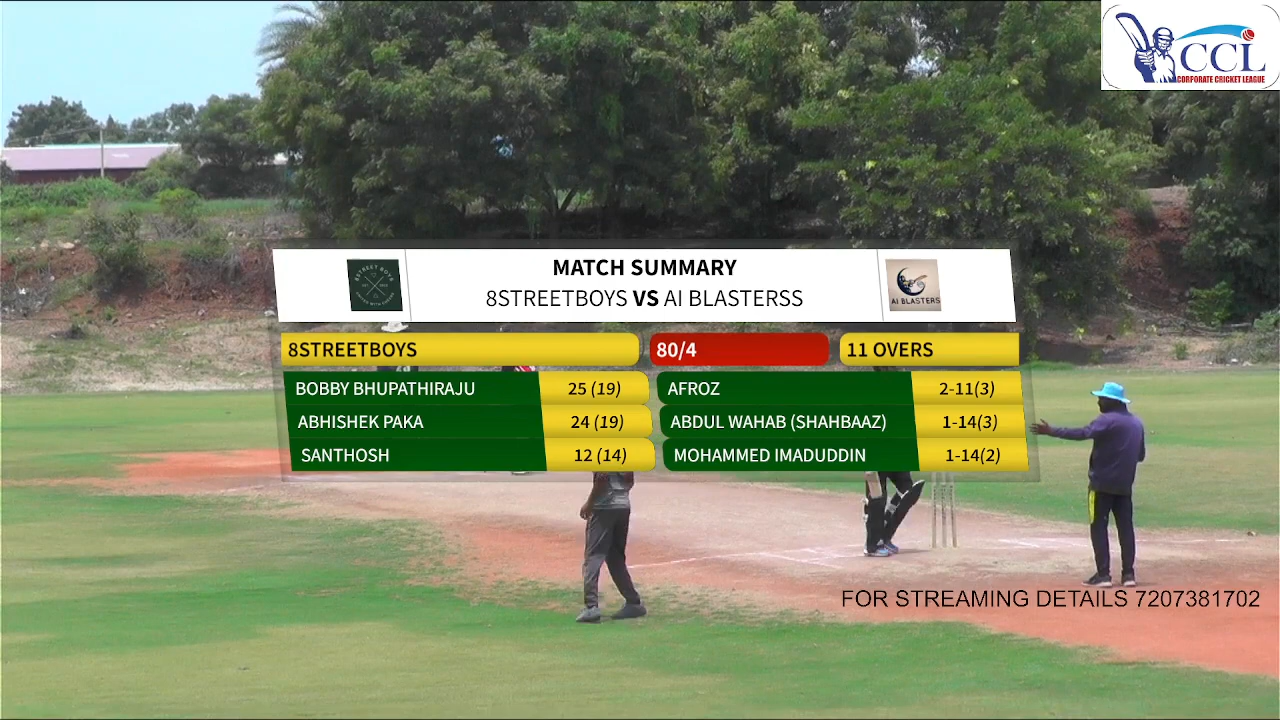 CCL
CORPORATE CRICKET LEAGUE
MATCH SUMMARY
8STREETBOYS VS AI BLASTERSS
8STREET BOYS
AI BLASTERS
8STREETBOYS 80/4 11 OVERS
BOBBY BHUPATHIRAJU 25 (19) AFROZ 2-11(3)
ABHISHEK PAKA 24 (19) ABDUL WAHAB (SHAHBAAZ) 1-14(3)
SANTHOSH 12 (14) MOHAMMED IMADUDDIN 1-14(2)
FOR STREAMING DETAILS 7207381702